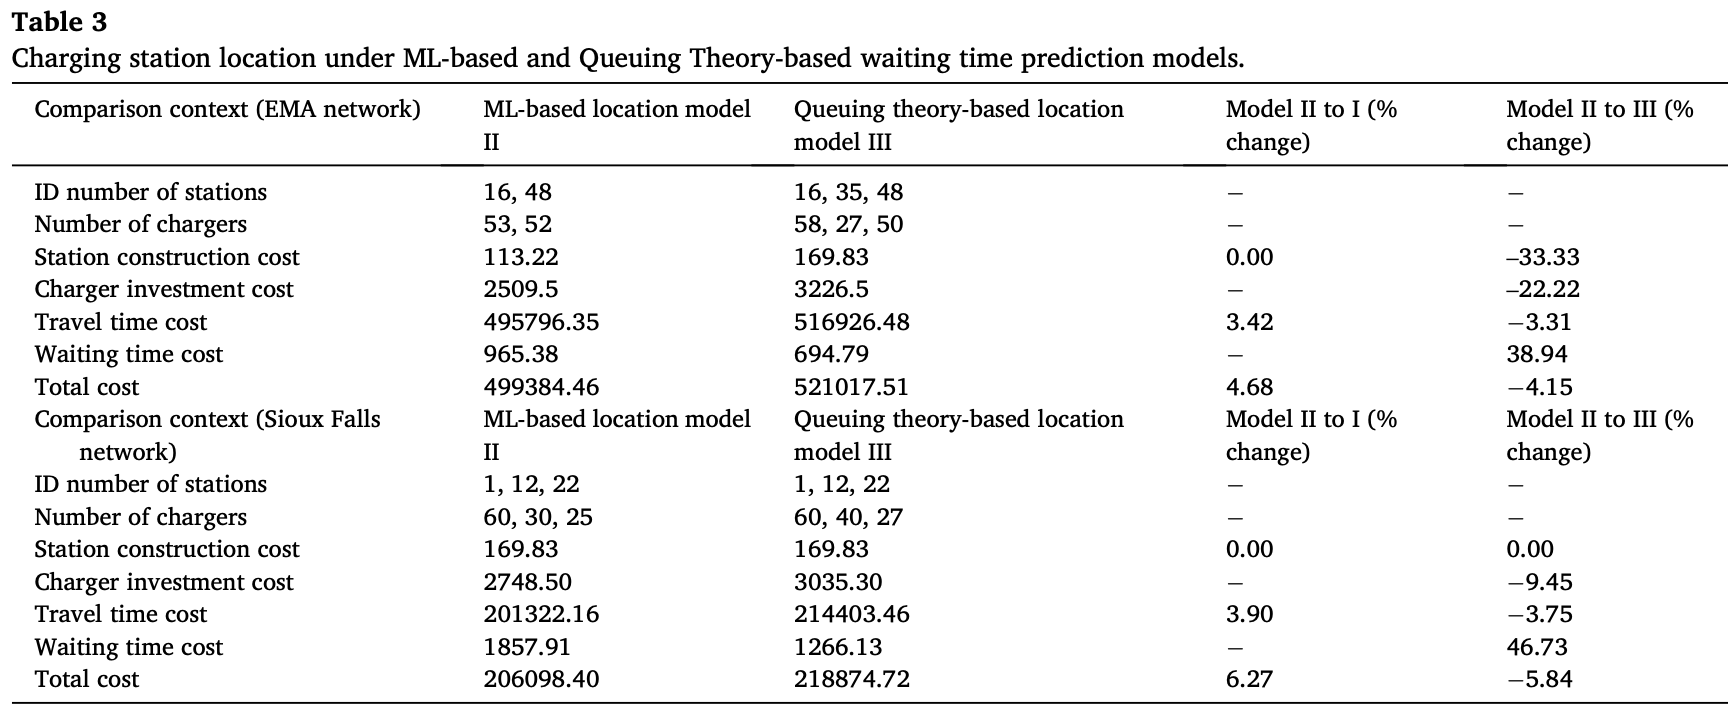 Table 3
Charging station location under ML-based and Queuing Theory-based waiting time prediction models.
Comparison context (EMA network) ML-based location model II Queuing theory-based location model III Model II to I (% change) Model II to III (% change)
ID number of stations 16, 48 16, 35, 48 – –
Number of chargers 53, 52 58, 27, 50 – –
Station construction cost 113.22 169.83 0.00 –33.33
Charger investment cost 2509.5 3226.5 – –22.22
Travel time cost 495796.35 516926.48 3.42 −3.31
Waiting time cost 965.38 694.79 – 38.94
Total cost 499384.46 521017.51 4.68 −4.15
Comparison context (Sioux Falls network) ML-based location model II Queuing theory-based location model III Model II to I (% change) Model II to III (% change)
ID number of stations 1, 12, 22 1, 12, 22 – –
Number of chargers 60, 30, 25 60, 40, 27 – –
Station construction cost 169.83 169.83 0.00 0.00
Charger investment cost 2748.50 3035.30 – −9.45
Travel time cost 201322.16 214403.46 3.90 −3.75
Waiting time cost 1857.91 1266.13 – 46.73
Total cost 206098.40 218874.72 6.27 −5.84